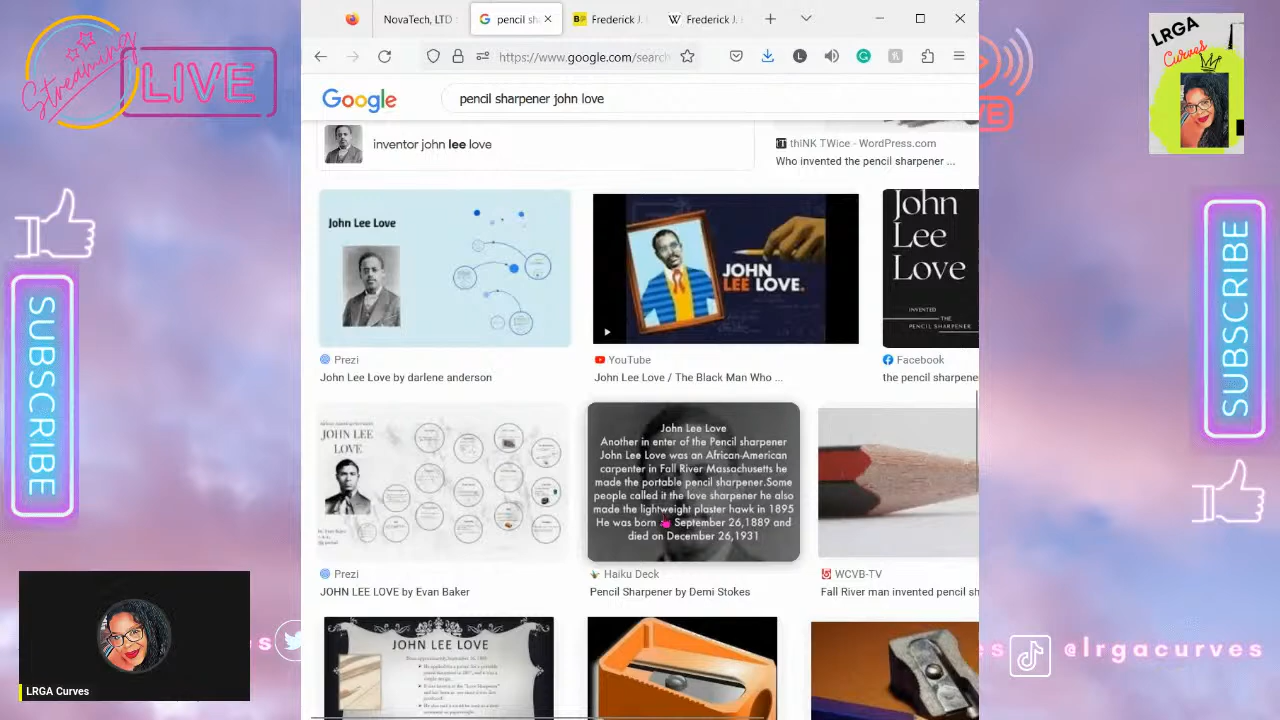 Streaming
LIVE
SUBSCRIBE
LRGA Curves
NovaTech, LTD
pencil sh
Frederick J.
Frederick J.
https://www.google.com/search
Google
pencil sharpener john love
inventor john lee love
thiNK TWice - WordPress.com
Who invented the pencil sharpener ...
John Lee Love
JOHN
LEE LOVE.
John
Lee
Love
INVENTED
THE
PENCIL SHARPENER
Prezi
John Lee Love by darlene anderson
YouTube
John Lee Love / The Black Man Who ...
Facebook
the pencil sharpene
JOHN LEE
LOVE
John Lee Love
Another in enter of the Pencil sharpener
John Lee Love was an African-American
carpenter in Fall River Massachusetts he
made the portable pencil sharpener.Some
people called it the love sharpener he also
made the lightweight plaster hawk in 1895
He was born September 26,1889 and
died on December 26,1931
Prezi
JOHN LEE LOVE by Evan Baker
Haiku Deck
Pencil Sharpener by Demi Stokes
WCVB-TV
Fall River man invented pencil sh
JOHN LEE LOVE
LRGA
Curves
VE
SUBSCRIBE
es
es
@lrgacurves